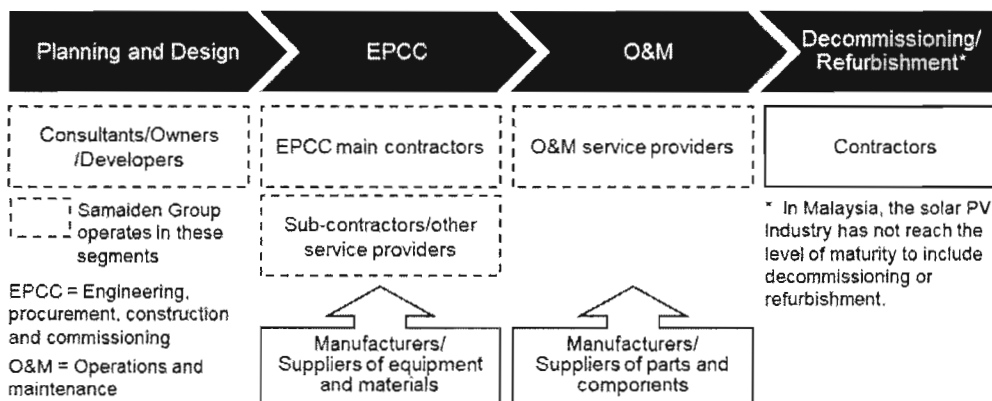 Planning and Design
EPCC
O&M
Decommissioning/
Refurbishment*
Consultants/Owners
/Developers
EPCC main contractors
O&M service providers
Contractors
Samaiden Group
operates in these
segments
Sub-contractors/other
service providers
* In Malaysia, the solar PV
Industry has not reach the
level of maturity to include
decommissioning or
refurbishment.
EPCC = Engineering,
procurement, construction
and commissioning
O&M = Operations and
maintenance
Manufacturers/
Suppliers of equipment
and materials
Manufacturers/
Suppliers of parts and
components